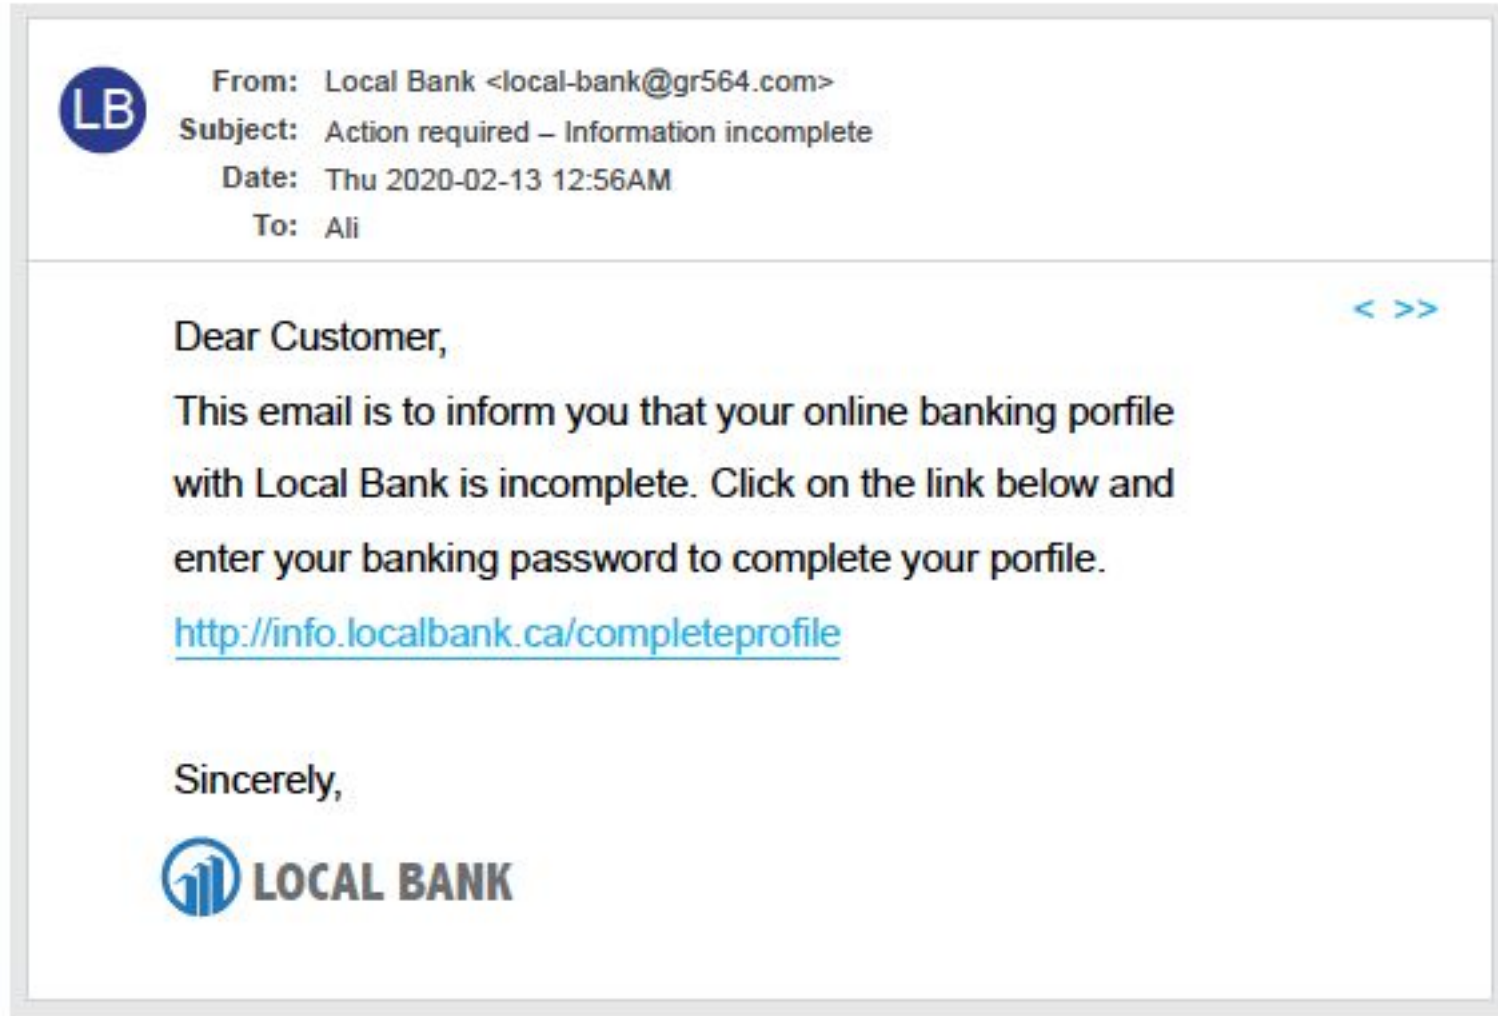 LB
From: Local Bank <local-bank@gr564.com>
Subject: Action required – Information incomplete
Date: Thu 2020-02-13 12:56AM
To: Ali
< >>
Dear Customer,
This email is to inform you that your online banking porfile
with Local Bank is incomplete. Click on the link below and
enter your banking password to complete your porfile.
http://info.localbank.ca/completeprofile
Sincerely,
LOCAL BANK